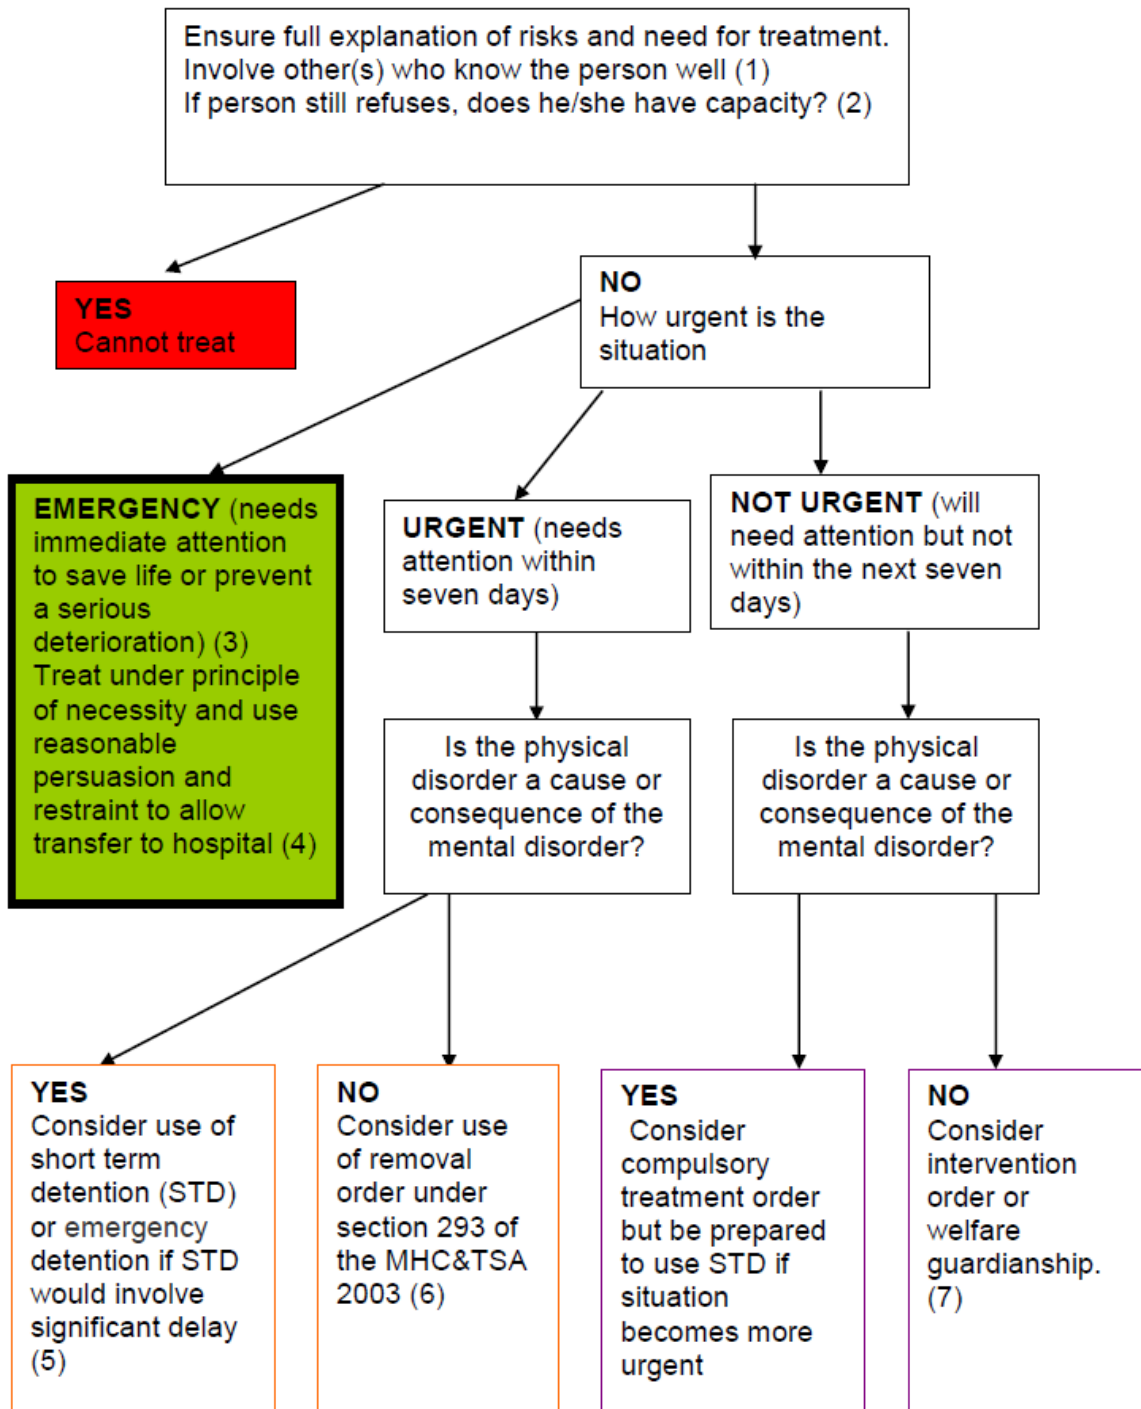 Ensure full explanation of risks and need for treatment.
Involve other(s) who know the person well (1)
If person still refuses, does he/she have capacity? (2)
YES
Cannot treat
NO
How urgent is the
situation
EMERGENCY (needs
immediate attention
to save life or prevent
a serious
deterioration) (3)
Treat under principle
of necessity and use
reasonable
persuasion and
restraint to allow
transfer to hospital (4)
URGENT (needs
attention within
seven days)
NOT URGENT (will
need attention but not
within the next seven
days)
Is the physical
disorder a cause or
consequence of the
mental disorder?
Is the physical
disorder a cause or
consequence of the
mental disorder?
YES
Consider use of
short term
detention (STD)
or emergency
detention if STD
would involve
significant delay
(5)
NO
Consider use
of removal
order under
section 293 of
the MHC&TSA
2003 (6)
YES
Consider
compulsory
treatment order
but be prepared
to use STD if
situation
becomes more
urgent
NO
Consider
intervention
order or
welfare
guardianship.
(7)